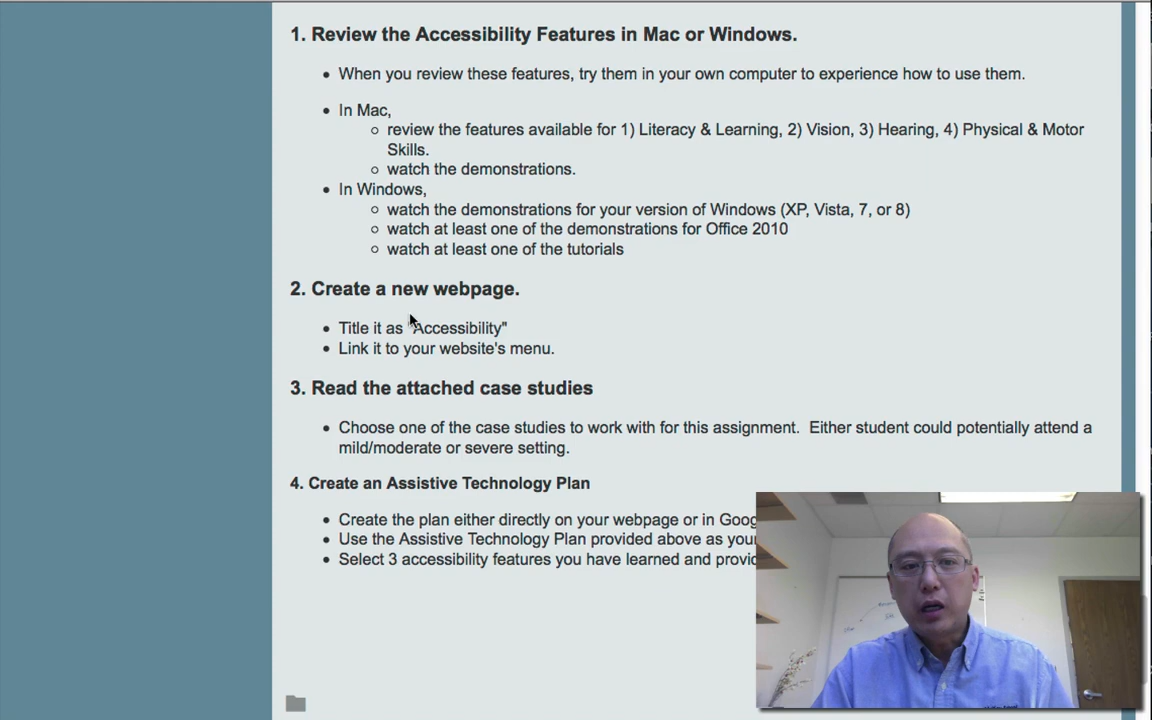 1. Review the Accessibility Features in Mac or Windows.
When you review these features, try them in your own computer to experience how to use them.
In Mac,
review the features available for 1) Literacy & Learning, 2) Vision, 3) Hearing, 4) Physical & Motor
Skills.
watch the demonstrations.
In Windows,
watch the demonstrations for your version of Windows (XP, Vista, 7, or 8)
watch at least one of the demonstrations for Office 2010
watch at least one of the tutorials
2. Create a new webpage.
Title it as "Accessibility"
Link it to your website's menu.
3. Read the attached case studies
Choose one of the case studies to work with for this assignment.  Either student could potentially attend a
mild/moderate or severe setting.
4. Create an Assistive Technology Plan
Create the plan either directly on your webpage or in Goog
Use the Assistive Technology Plan provided above as your
Select 3 accessibility features you have learned and provid